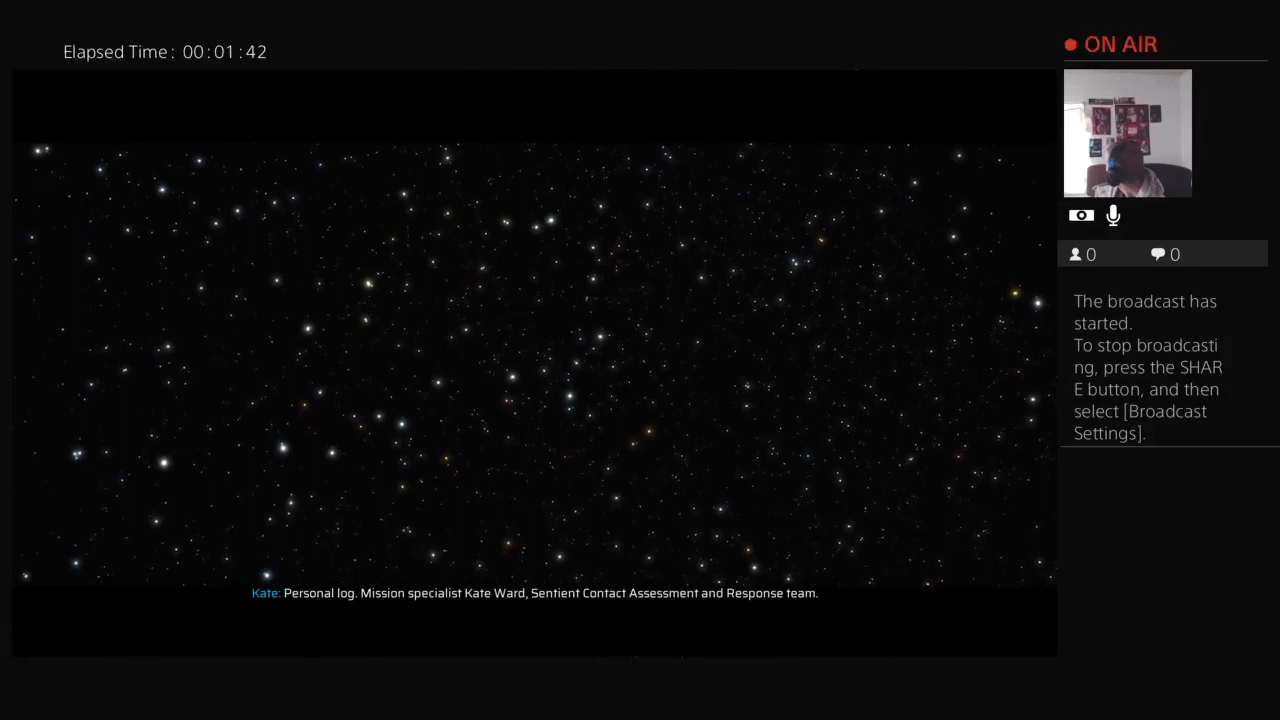 Elapsed Time: 00:01:42
ON AIR
0
0
The broadcast has
started.
To stop broadcasti
ng, press the SHAR
E button, and then
select [Broadcast
Settings].
Kate: Personal log. Mission specialist Kate Ward, Sentient Contact Assessment and Response team.